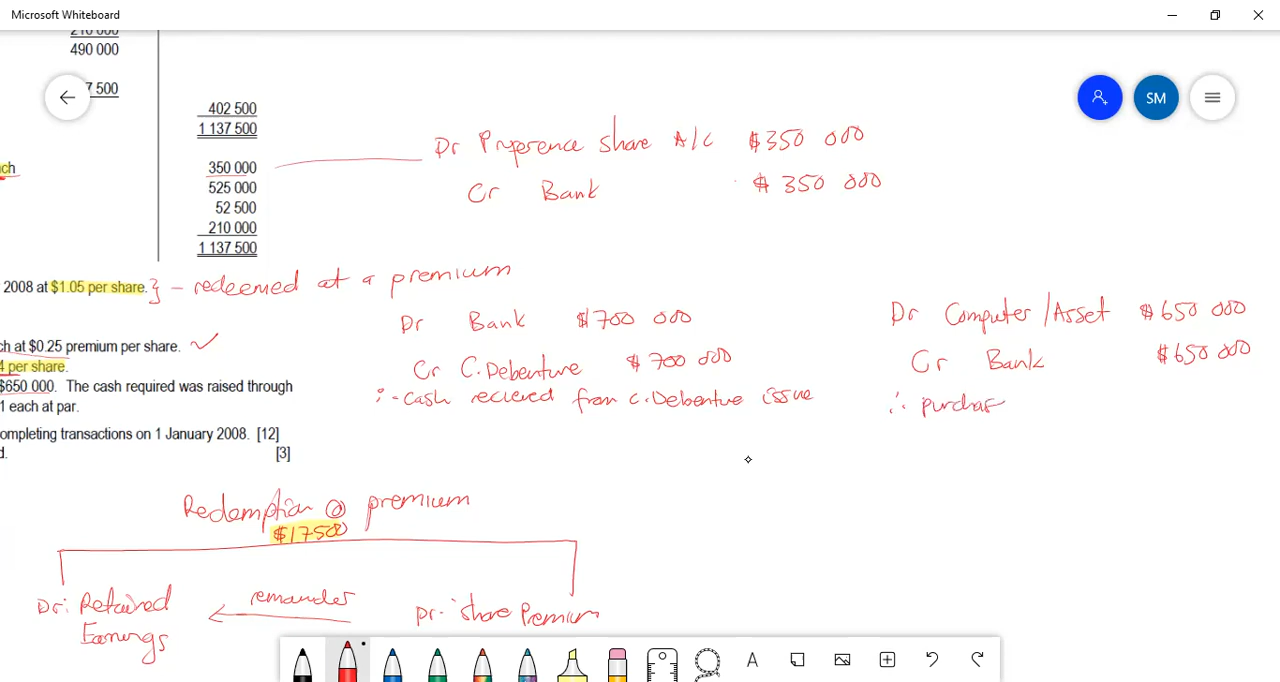 Microsoft Whiteboard
210 000
490 000
7 500
402 500
1 137 500
ch
350 000
525 000
52 500
210 000
1 137 500
Dr Preference share A/C $350 000
Cr Bank $350 000
SM
2008 at $1.05 per share. } - redeemed at a premium
Dr Bank $700 000
Cr C.Debenture $700 000
∴ - Cash recieved from C.Debentue issue
Dr Computer /Asset $650 000
Cr Bank $650 000
∴ purchas
ch at $0.25 premium per share.
4 per share.
$650 000. The cash required was raised through
1 each at par.
ompleting transactions on 1 January 2008. [12]
d. [3]
Redemption @ premium
$17500
Dr: Retained Earnings
remainder
Dr: Share Premium
A